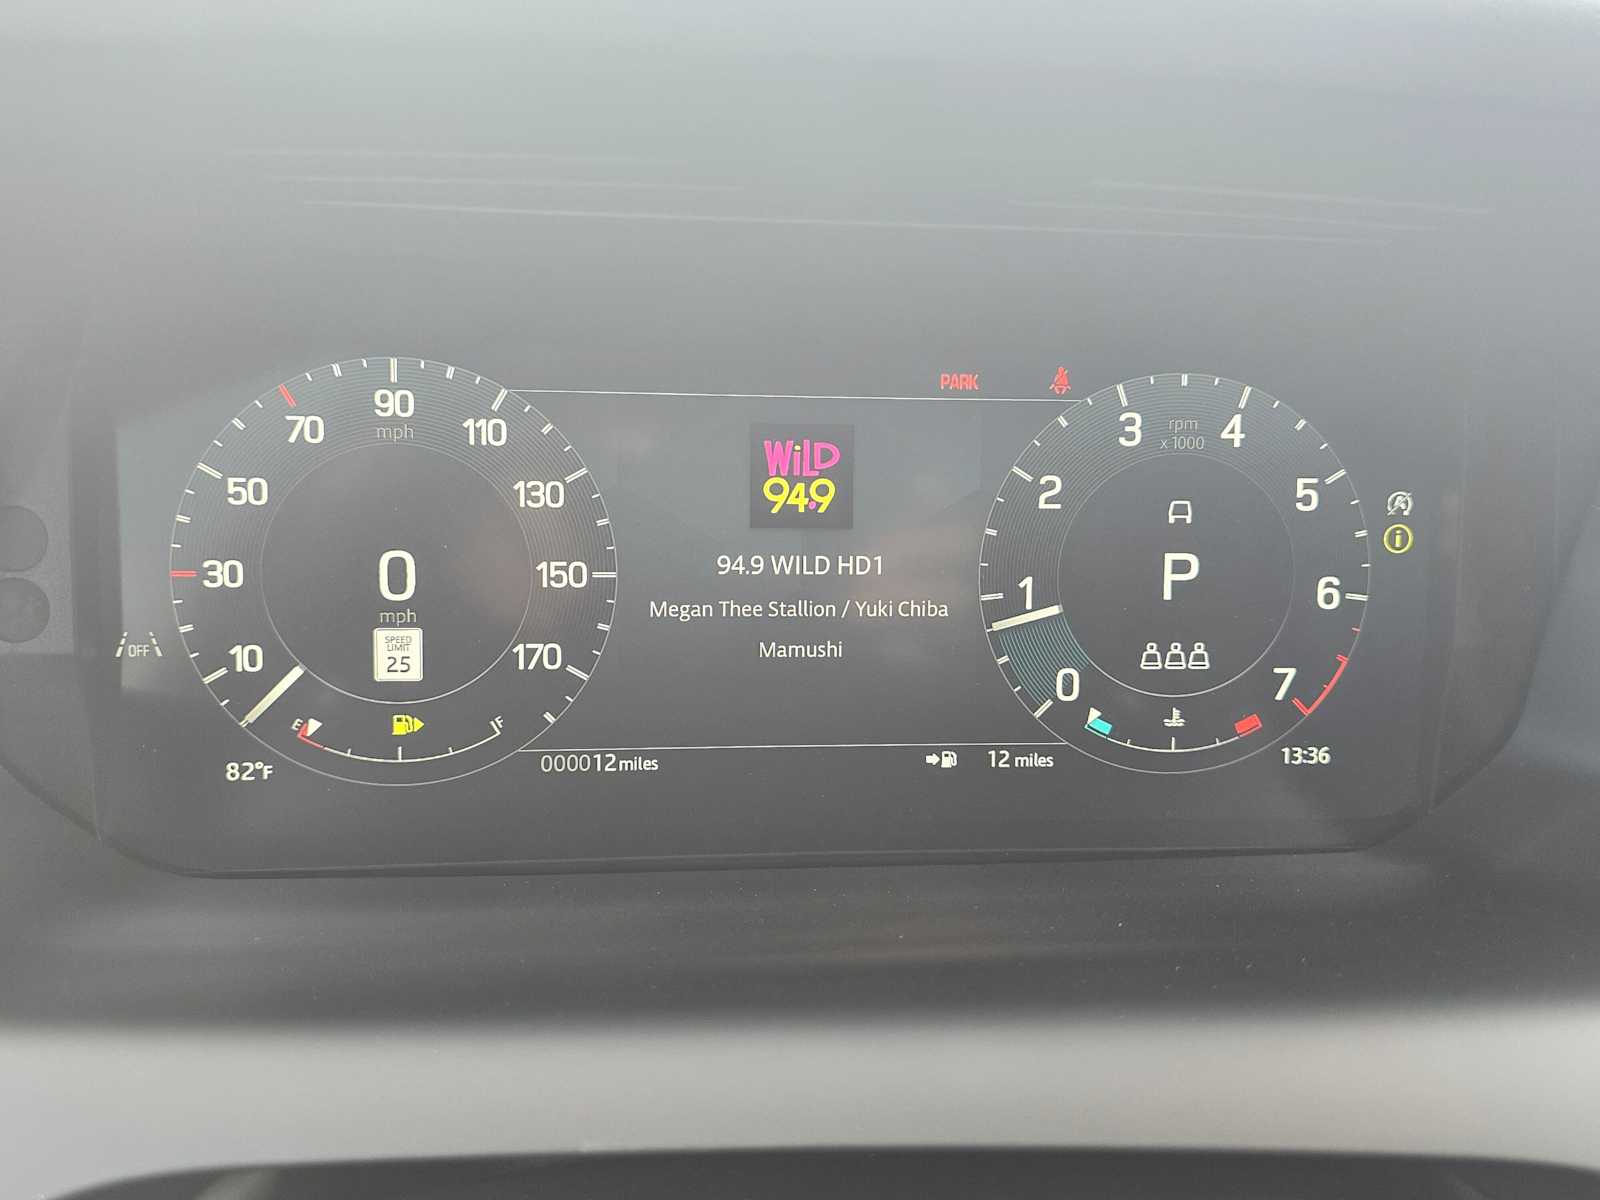 PARK
70
90
mph
110
50
130
30
150
0
mph
SPEED
LIMIT
25
10
170
E
F
82°F
WiLD
94.9
94.9 WILD HD1
Megan Thee Stallion / Yuki Chiba
Mamushi
000012 miles
12 miles
3
rpm
x 1000
4
2
5
A
i
1
P
6
0
7
13:36
OFF